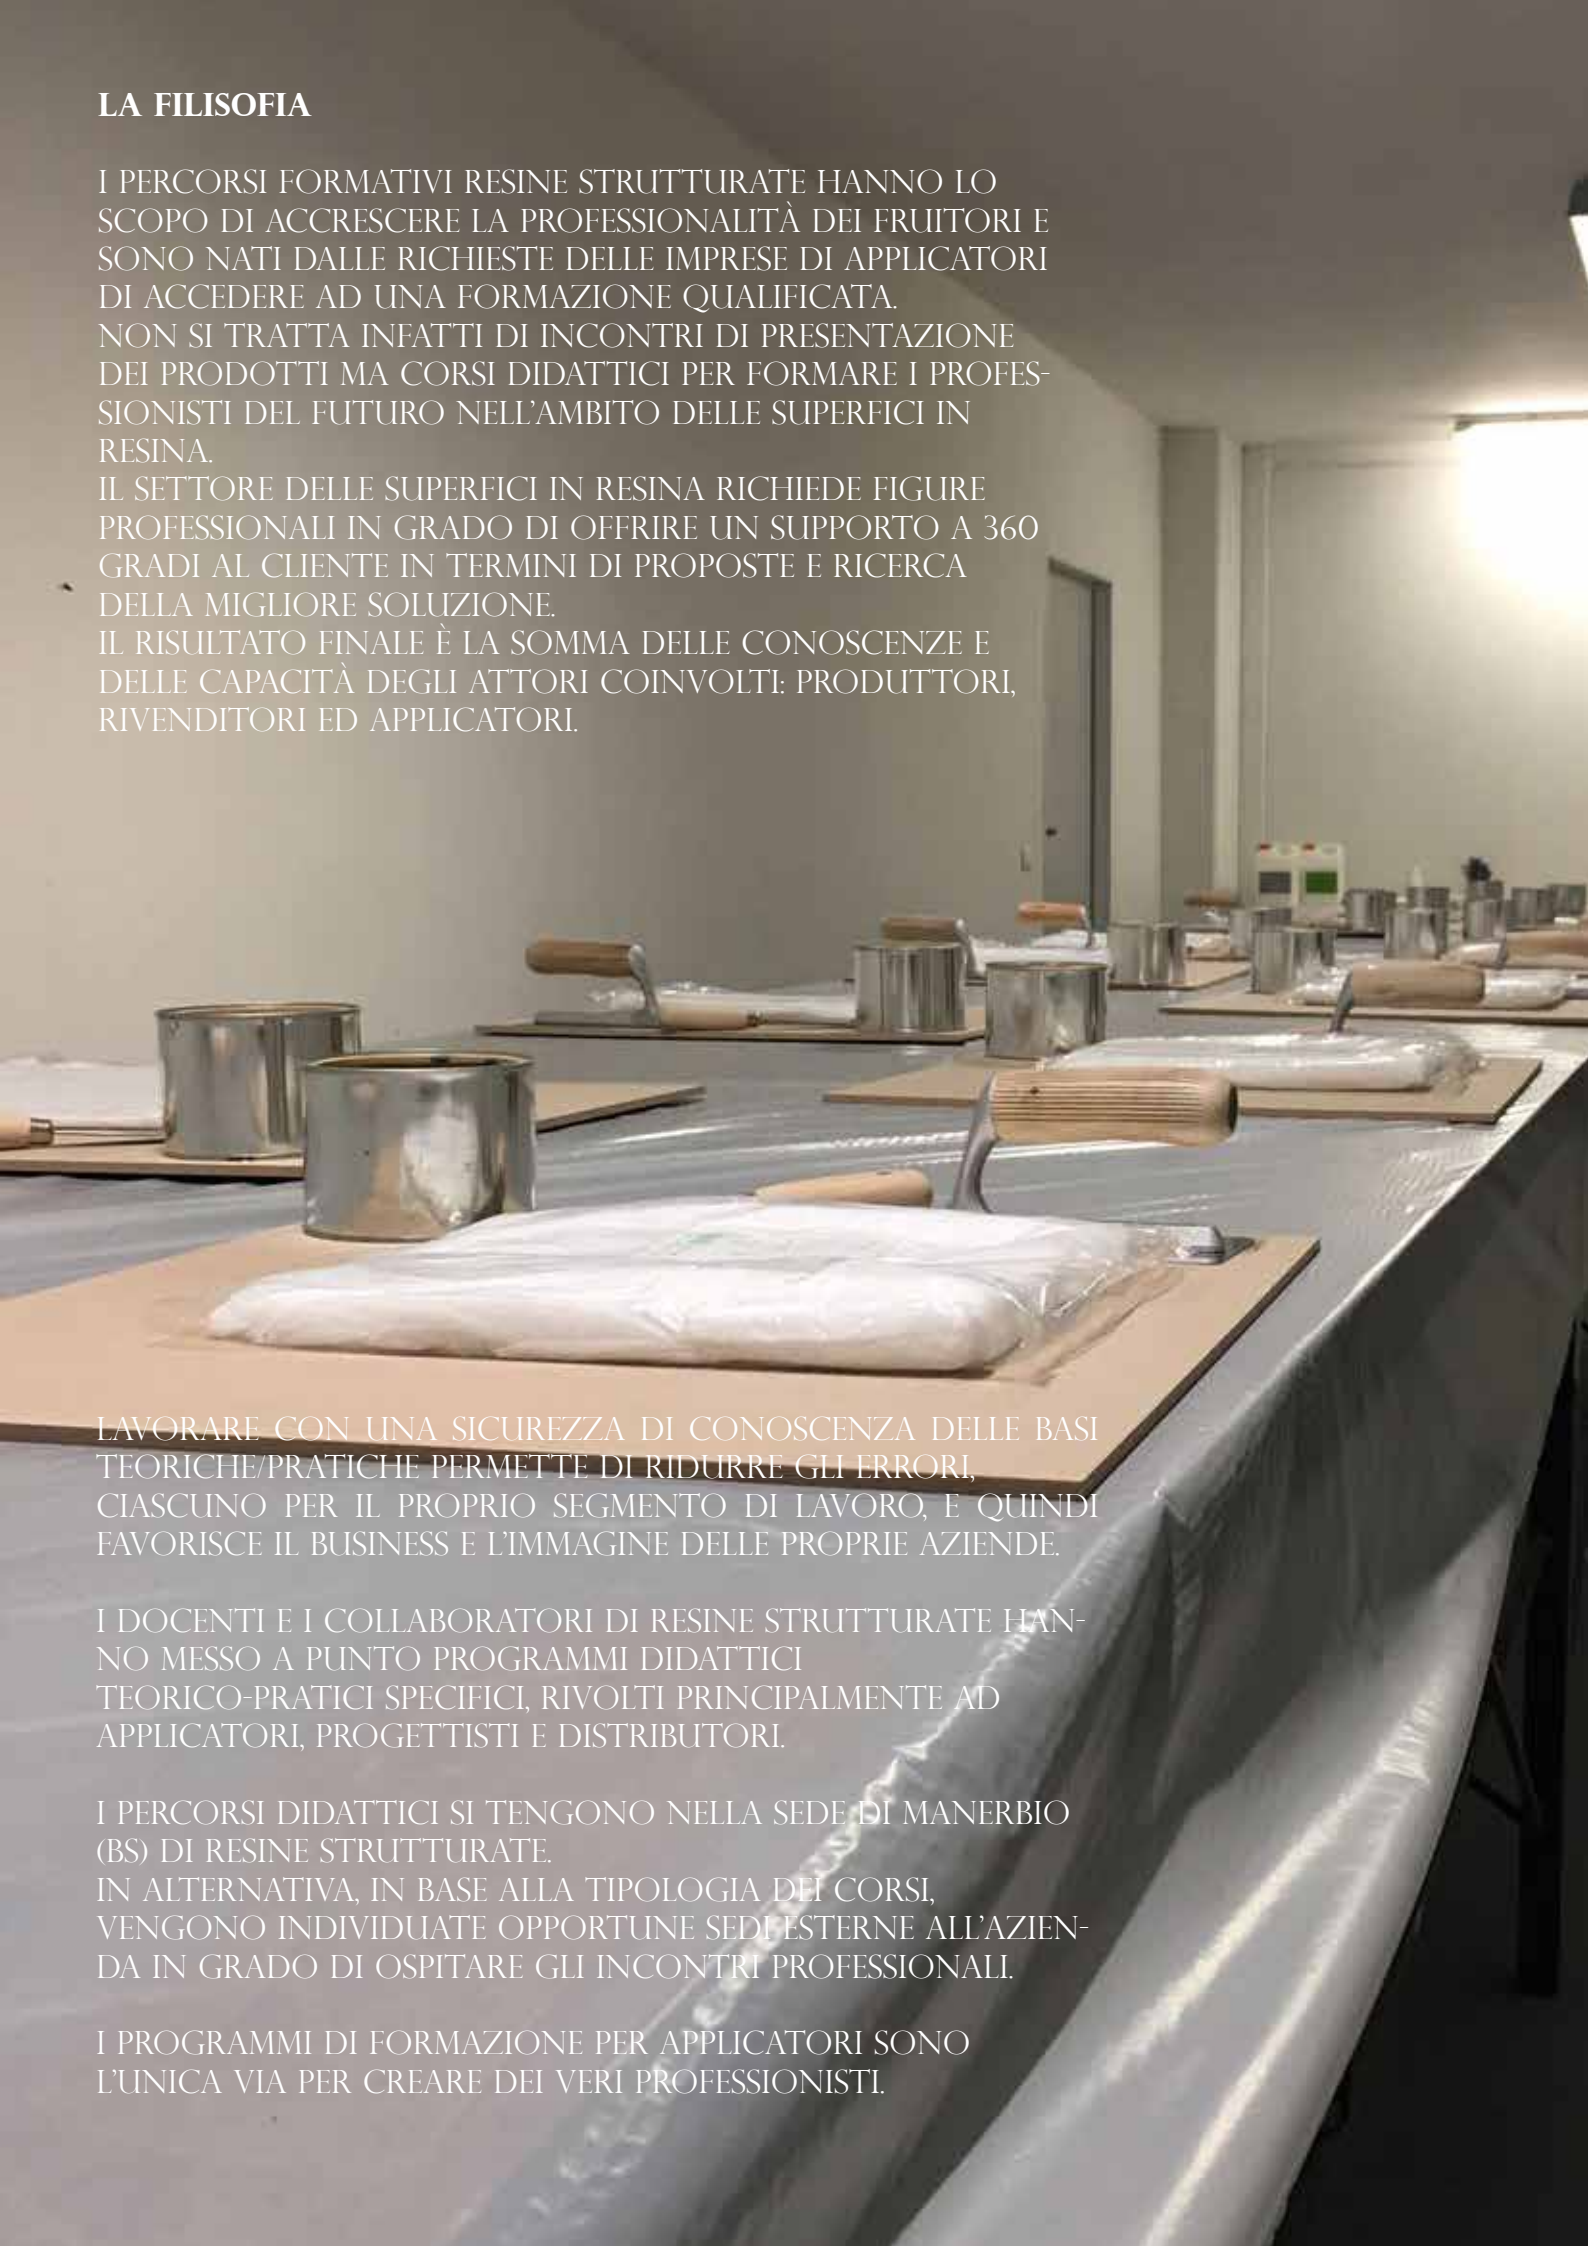 LA FILISOFIA
I PERCORSI FORMATIVI RESINE STRUTTURATE HANNO LO
SCOPO DI ACCRESCERE LA PROFESSIONALITÀ DEI FRUITORI E
SONO NATI DALLE RICHIESTE DELLE IMPRESE DI APPLICATORI
DI ACCEDERE AD UNA FORMAZIONE QUALIFICATA.
NON SI TRATTA INFATTI DI INCONTRI DI PRESENTAZIONE
DEI PRODOTTI MA CORSI DIDATTICI PER FORMARE I PROFES-
SIONISTI DEL FUTURO NELL'AMBITO DELLE SUPERFICI IN
RESINA.
IL SETTORE DELLE SUPERFICI IN RESINA RICHIEDE FIGURE
PROFESSIONALI IN GRADO DI OFFRIRE UN SUPPORTO A 360
GRADI AL CLIENTE IN TERMINI DI PROPOSTE E RICERCA
DELLA MIGLIORE SOLUZIONE.
IL RISULTATO FINALE È LA SOMMA DELLE CONOSCENZE E
DELLE CAPACITÀ DEGLI ATTORI COINVOLTI: PRODUTTORI,
RIVENDITORI ED APPLICATORI.
LAVORARE CON UNA SICUREZZA DI CONOSCENZA DELLE BASI
TEORICHE/PRATICHE PERMETTE DI RIDURRE GLI ERRORI,
CIASCUNO PER IL PROPRIO SEGMENTO DI LAVORO, E QUINDI
FAVORISCE IL BUSINESS E L'IMMAGINE DELLE PROPRIE AZIENDE.
I DOCENTI E I COLLABORATORI DI RESINE STRUTTURATE HAN-
NO MESSO A PUNTO PROGRAMMI DIDATTICI
TEORICO-PRATICI SPECIFICI, RIVOLTI PRINCIPALMENTE AD
APPLICATORI, PROGETTISTI E DISTRIBUTORI.
I PERCORSI DIDATTICI SI TENGONO NELLA SEDE DI MANERBIO
(BS) DI RESINE STRUTTURATE.
IN ALTERNATIVA, IN BASE ALLA TIPOLOGIA DEI CORSI,
VENGONO INDIVIDUATE OPPORTUNE SEDI ESTERNE ALL'AZIEN-
DA IN GRADO DI OSPITARE GLI INCONTRI PROFESSIONALI.
I PROGRAMMI DI FORMAZIONE PER APPLICATORI SONO
L'UNICA VIA PER CREARE DEI VERI PROFESSIONISTI.